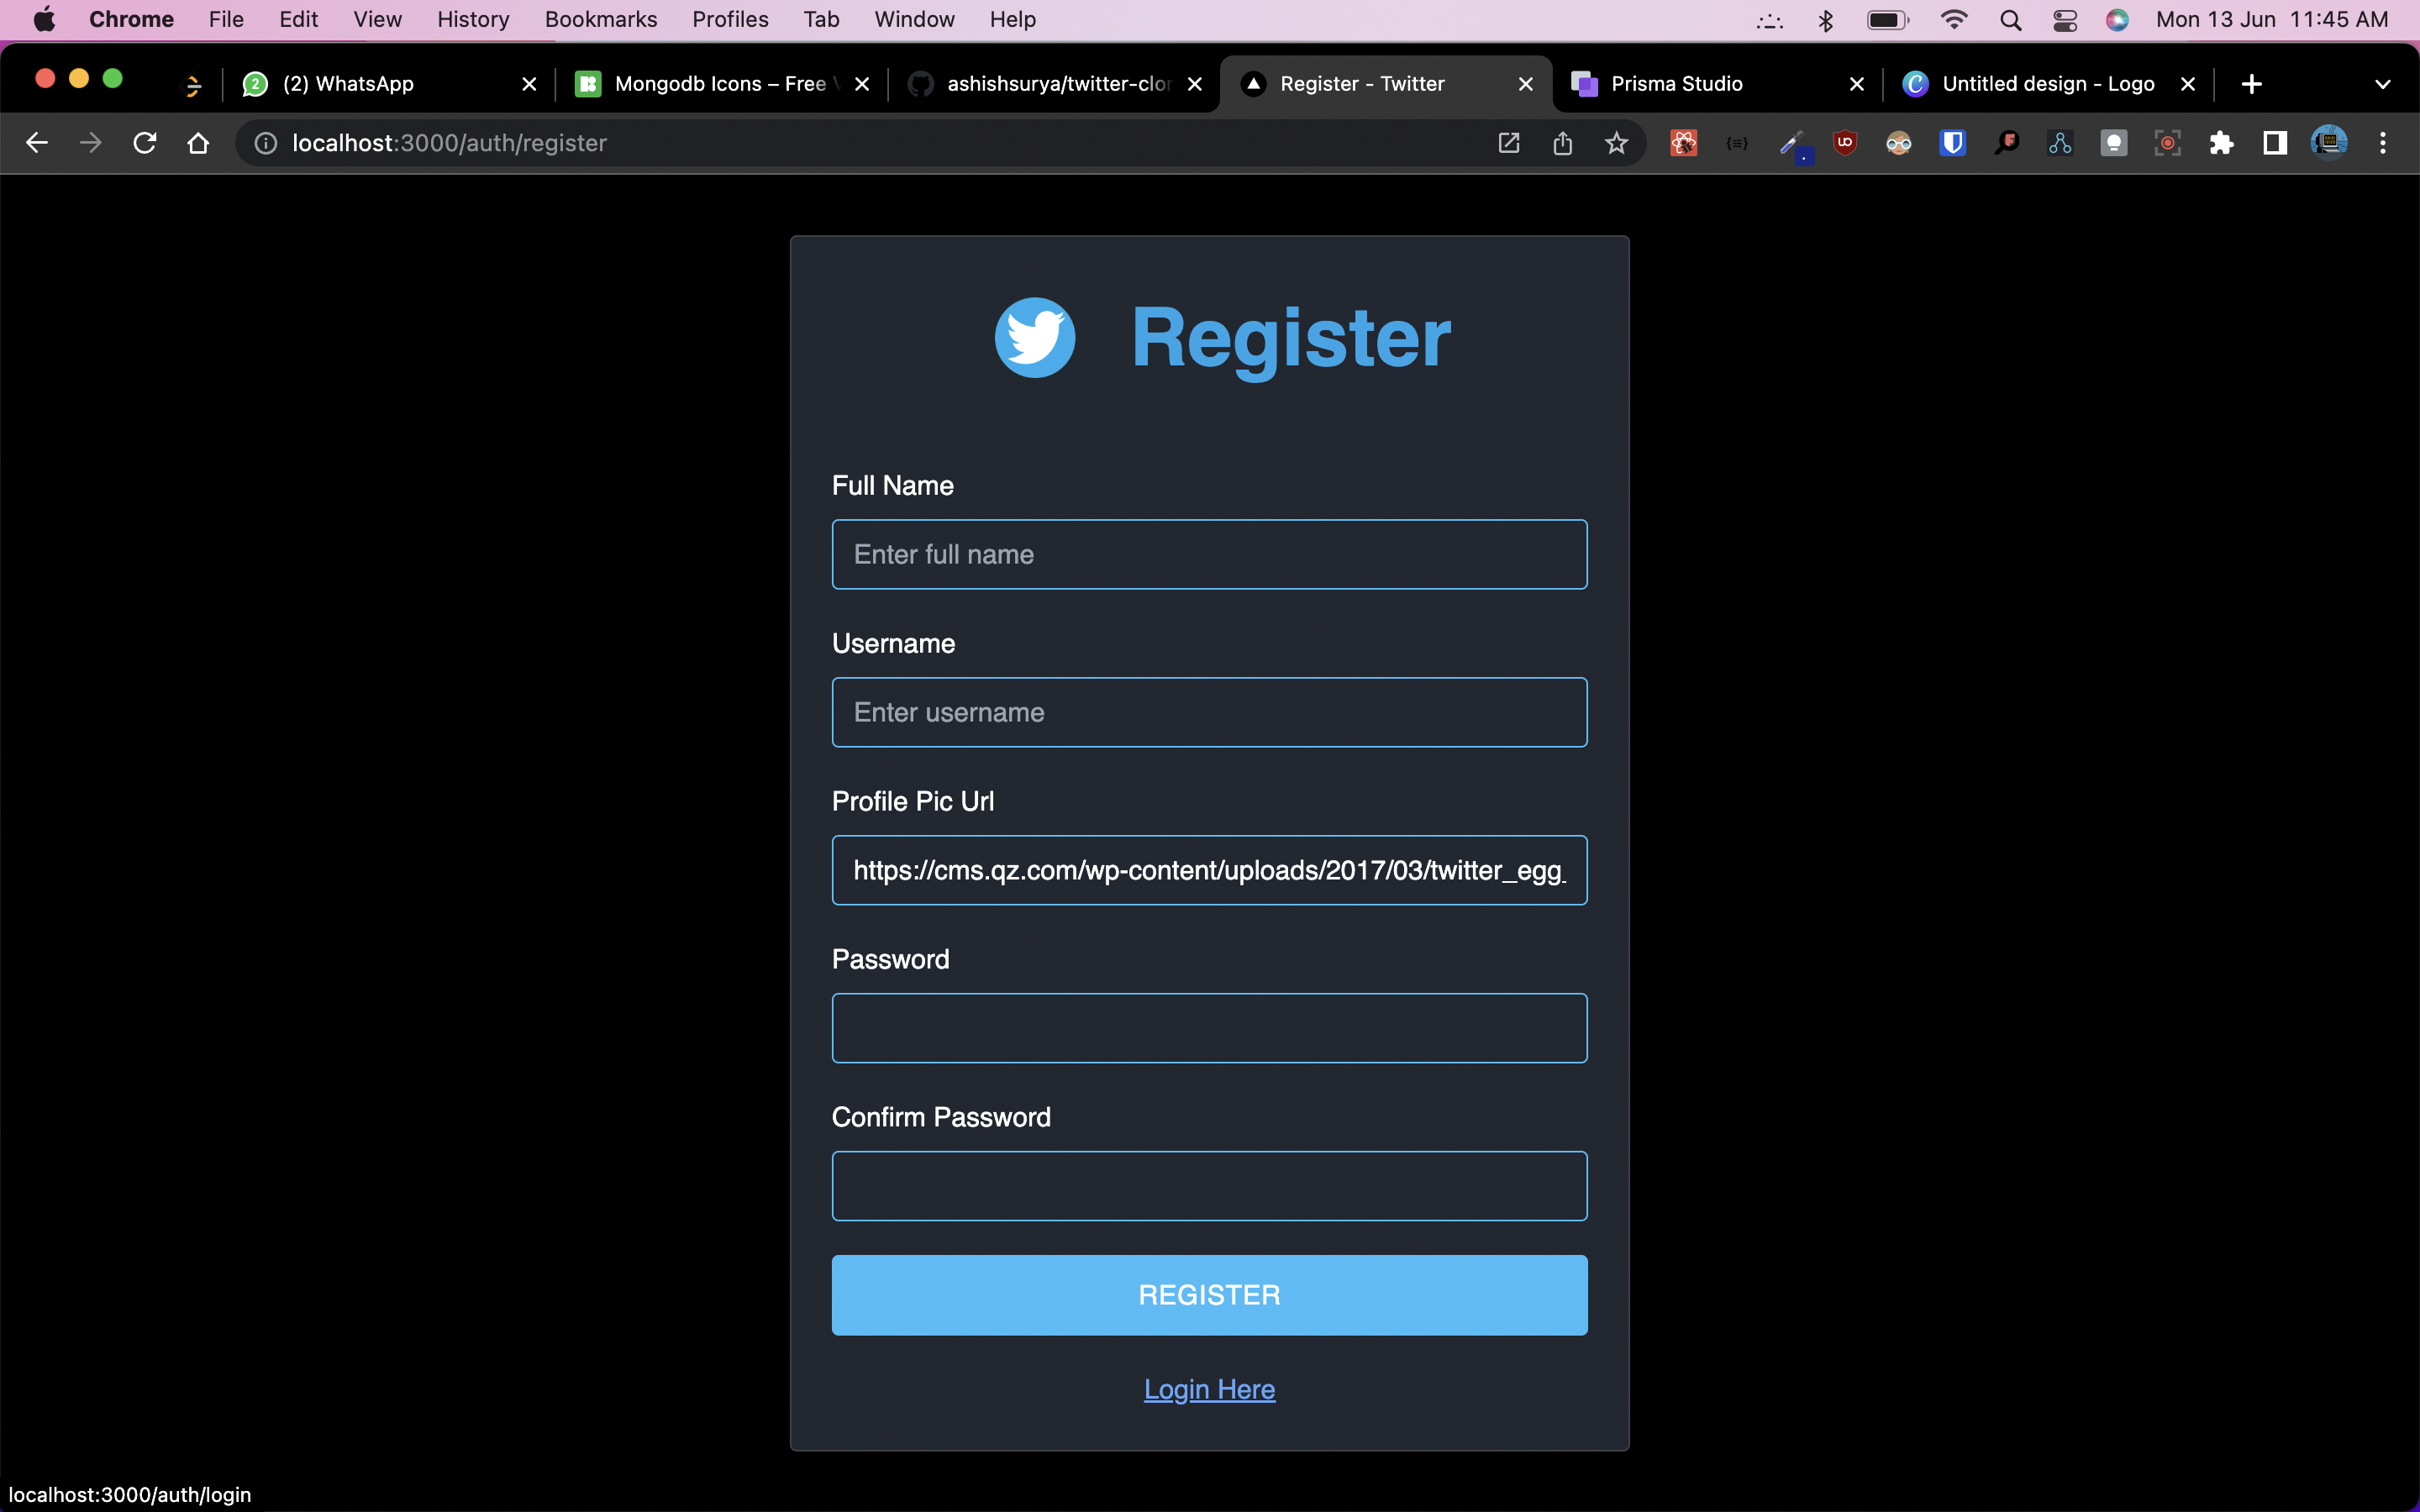 Chrome File Edit View History Bookmarks Profiles Tab Window Help Mon 13 Jun 11:45 AM
(2) WhatsApp Mongodb Icons – Free ashishsurya/twitter-clon Register - Twitter Prisma Studio Untitled design - Logo
localhost:3000/auth/register
Register
Full Name
Enter full name
Username
Enter username
Profile Pic Url
https://cms.qz.com/wp-content/uploads/2017/03/twitter_egg_
Password
Confirm Password
REGISTER
Login Here
localhost:3000/auth/login